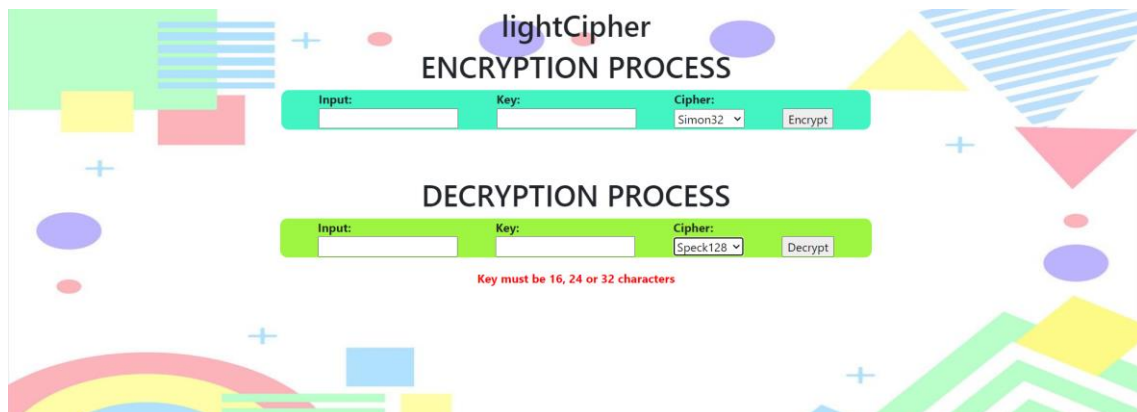 lightCipher
ENCRYPTION PROCESS
Input: Key: Cipher:
Simon32 Encrypt
DECRYPTION PROCESS
Input: Key: Cipher:
Speck128 Decrypt
Key must be 16, 24 or 32 characters